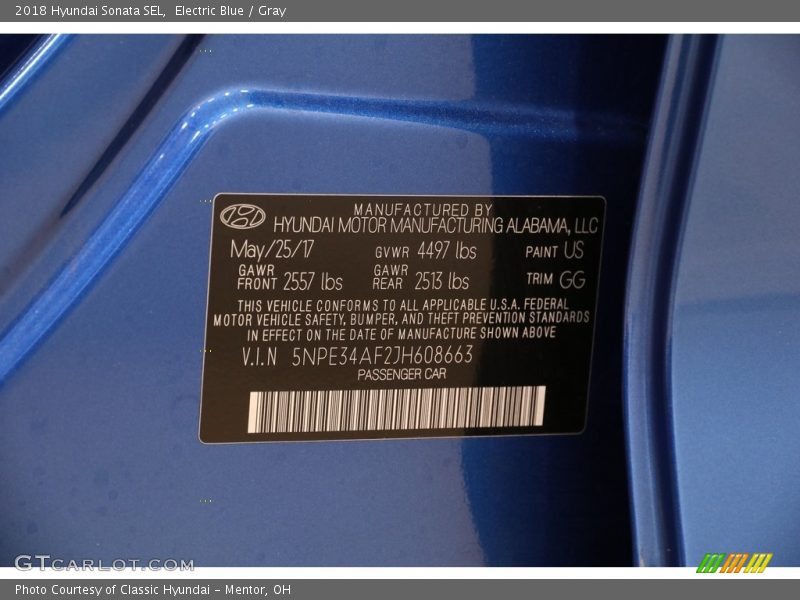 2018 Hyundai Sonata SEL, Electric Blue / Gray
MANUFACTURED BY
HYUNDAI MOTOR MANUFACTURING ALABAMA, LLC
May/25/17 GVWR 4497 lbs PAINT US
GAWR FRONT 2557 lbs GAWR REAR 2513 lbs TRIM GG
THIS VEHICLE CONFORMS TO ALL APPLICABLE U.S.A. FEDERAL
MOTOR VEHICLE SAFETY, BUMPER, AND THEFT PREVENTION STANDARDS
IN EFFECT ON THE DATE OF MANUFACTURE SHOWN ABOVE
V.I.N 5NPE34AF2JH608663
PASSENGER CAR
GTCARLOT.COM
Photo Courtesy of Classic Hyundai - Mentor, OH